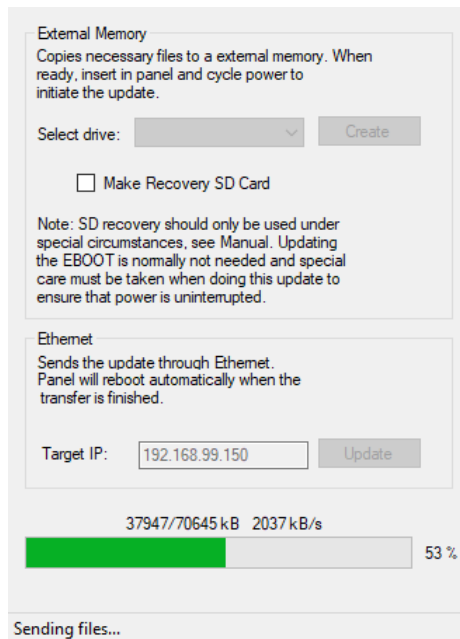 External Memory
Copies necessary files to a external memory. When
ready, insert in panel and cycle power to
initiate the update.
Select drive:
Create
Make Recovery SD Card
Note: SD recovery should only be used under
special circumstances, see Manual. Updating
the EBOOT is normally not needed and special
care must be taken when doing this update to
ensure that power is uninterrupted.
Ethernet
Sends the update through Ethernet.
Panel will reboot automatically when the
transfer is finished.
Target IP: 192.168.99.150 Update
37947/70645 kB 2037 kB/s
53 %
Sending files...